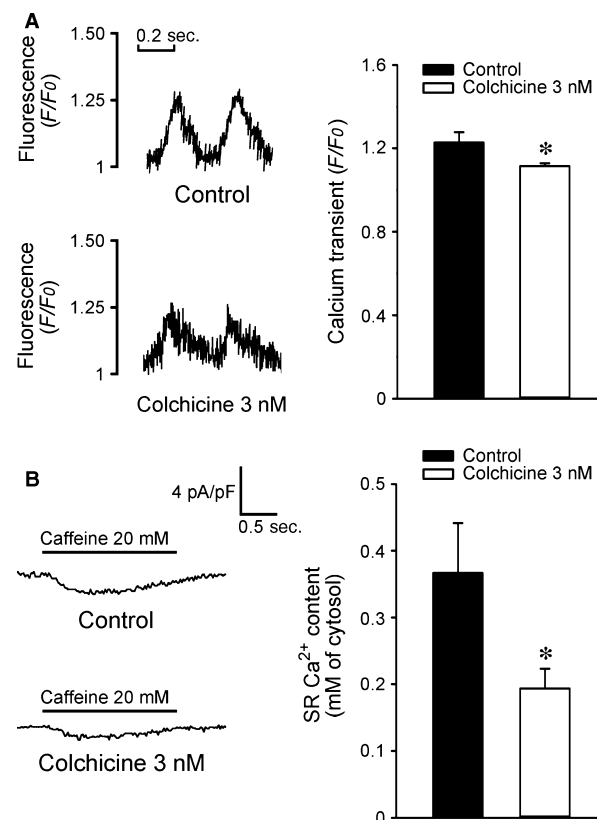 A
1.50
0.2 sec.
1.25
1
Fluorescence
(F/F0)
Control
1.50
1.25
1
Fluorescence
(F/F0)
Colchicine 3 nM
Control
Colchicine 3 nM
1.6
1.2
0.8
0.4
0
Calcium transient (F/F0)
*
B
4 pA/pF
0.5 sec.
Caffeine 20 mM
Control
Caffeine 20 mM
Colchicine 3 nM
Control
Colchicine 3 nM
0.5
0.4
0.3
0.2
0.1
0
SR Ca2+ content
(mM of cytosol)
*